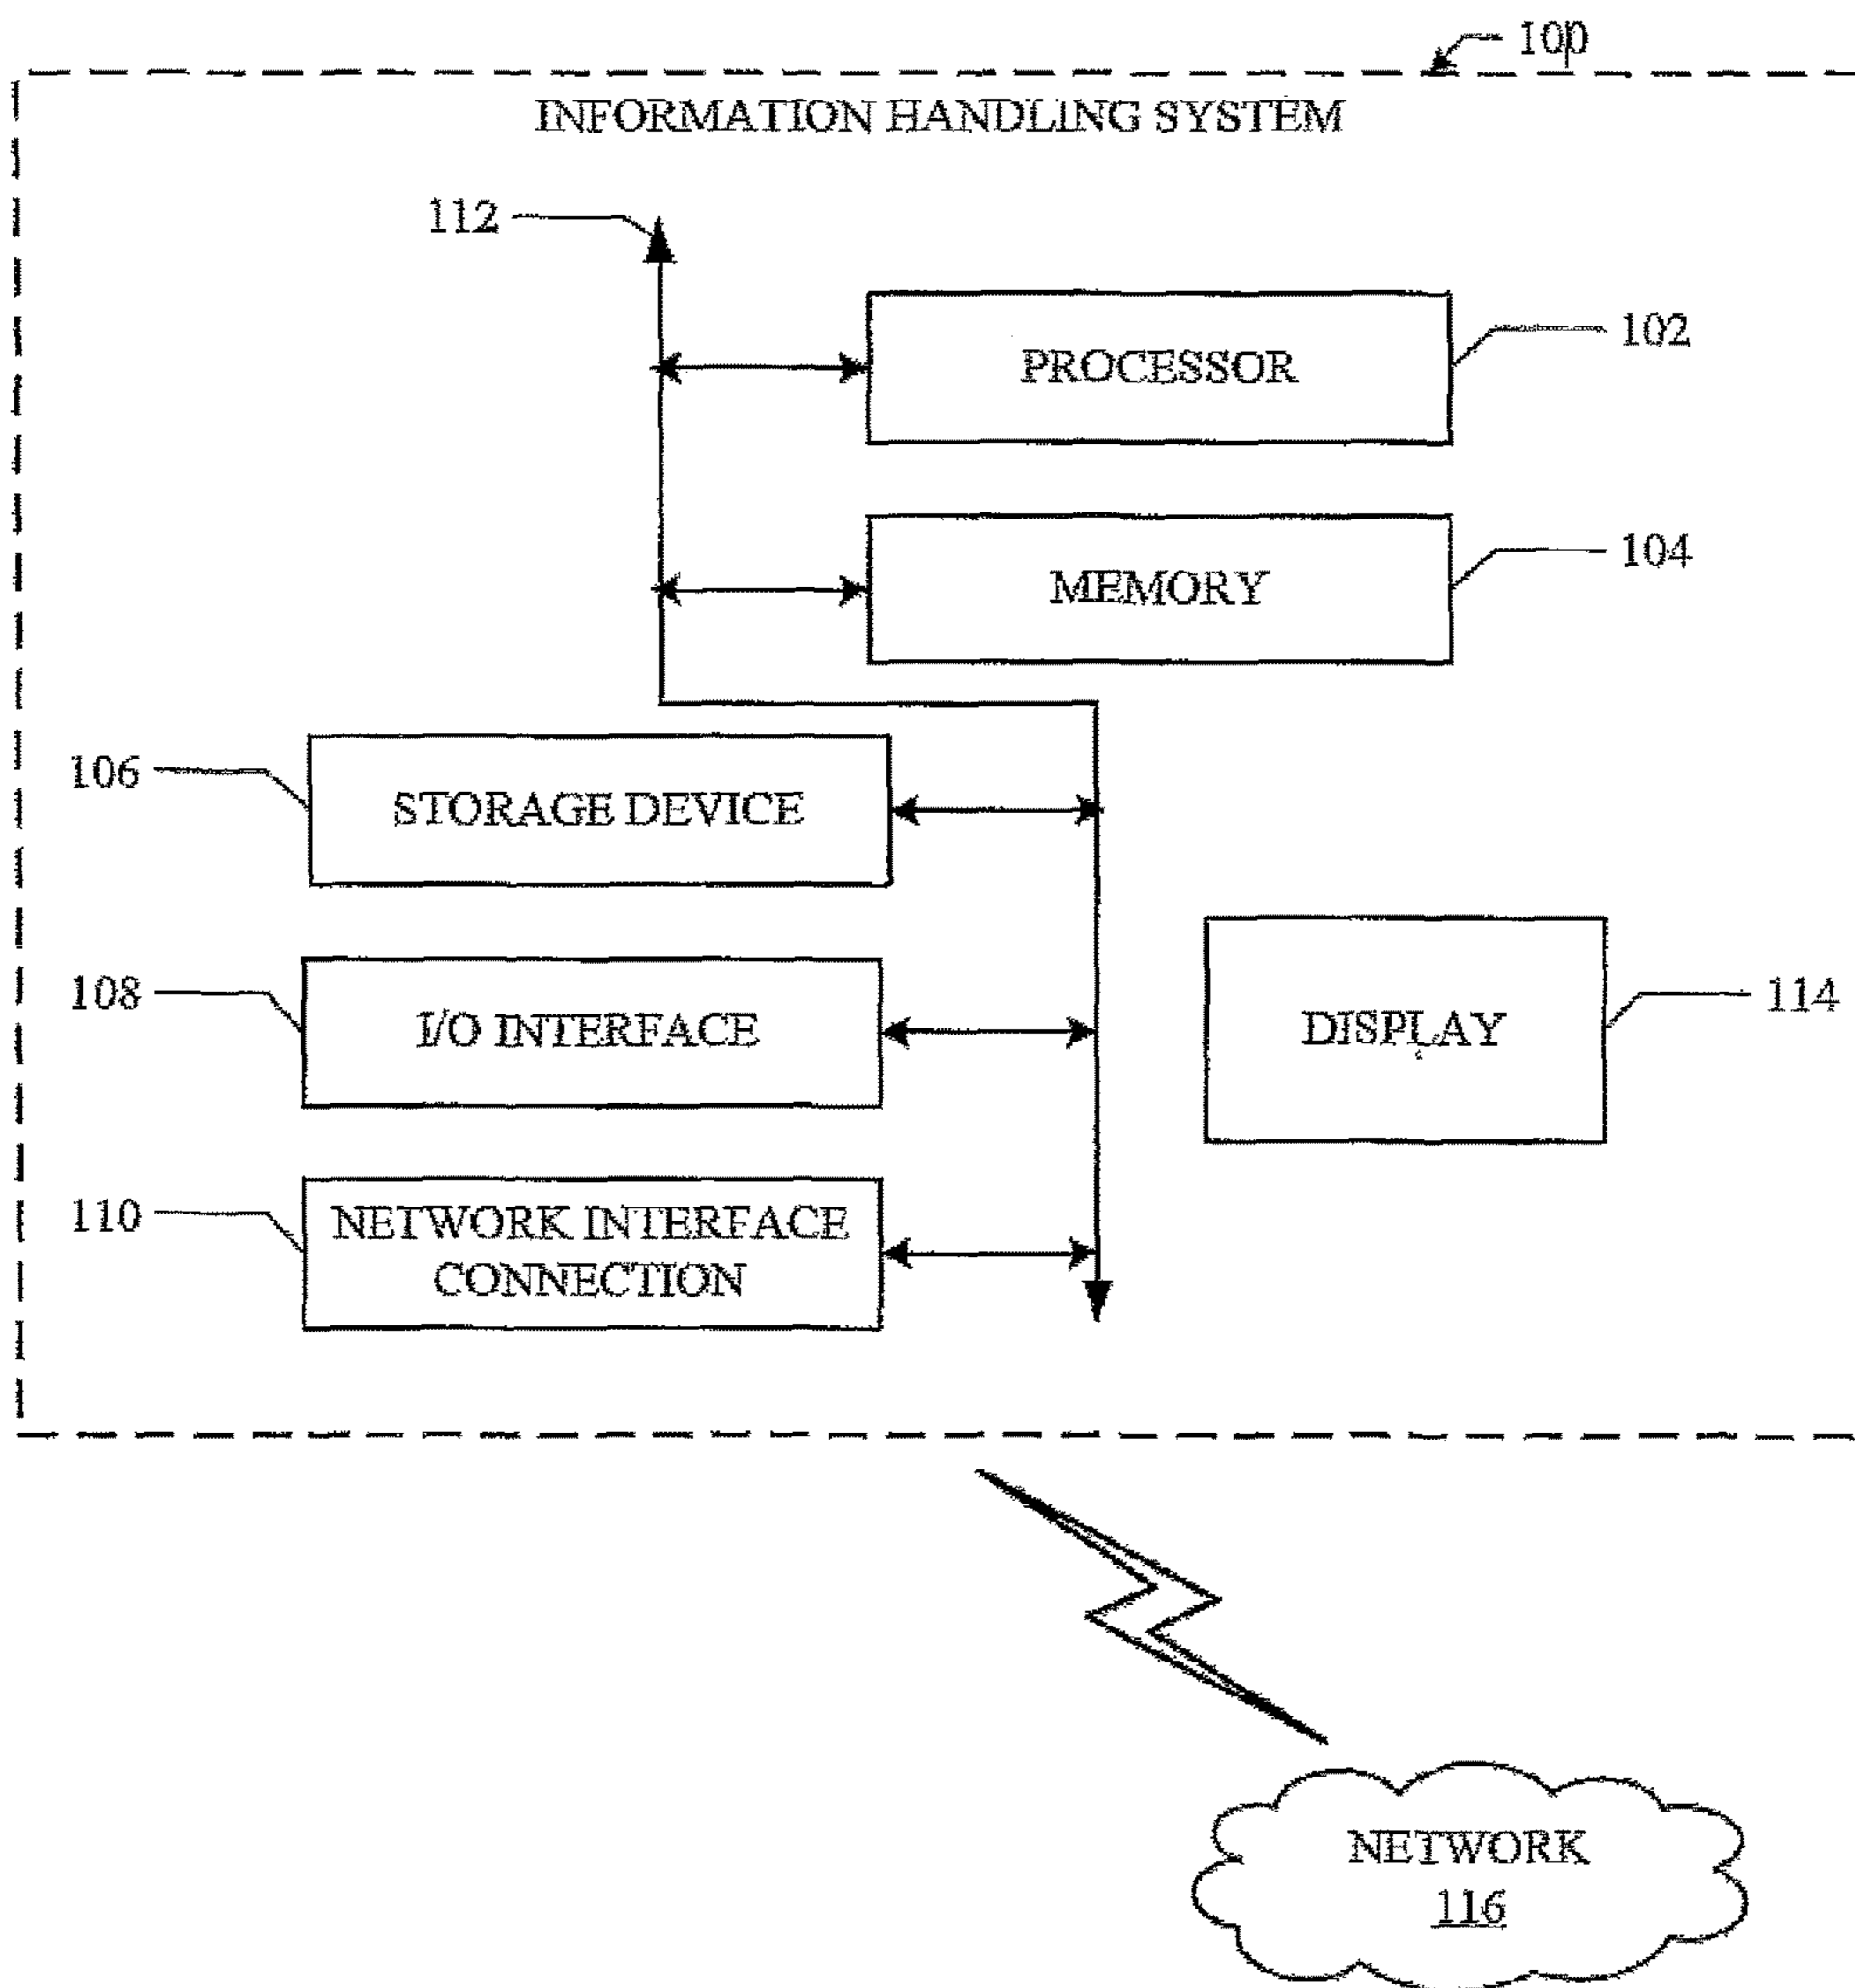 100
INFORMATION HANDLING SYSTEM
112
PROCESSOR
102
MEMORY
104
106
STORAGE DEVICE
108
I/O INTERFACE
DISPLAY
114
110
NETWORK INTERFACE
CONNECTION
NETWORK
116